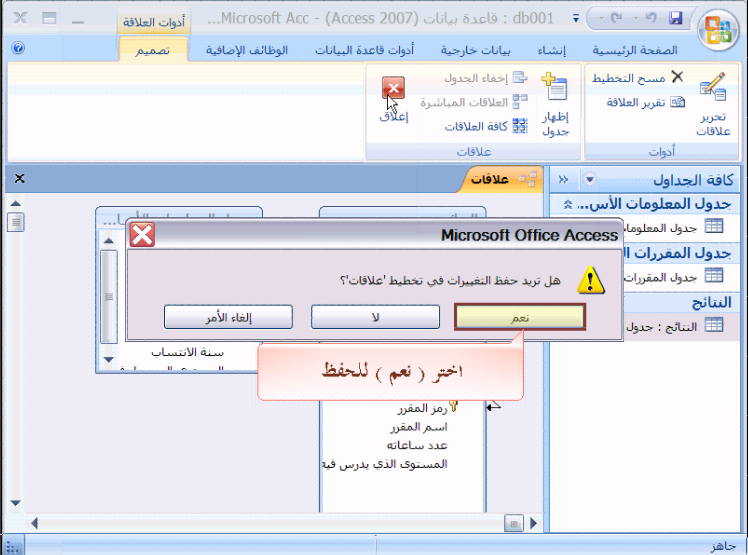 db001 : قاعدة بيانات (Access 2007) - Microsoft Acc...
أدوات العلاقة
الصفحة الرئيسية
إنشاء
بيانات خارجية
أدوات قاعدة البيانات
الوظائف الإضافية
تصميم
تحرير علاقات
مسح التخطيط
تقرير العلاقة
أدوات
إظهار جدول
إخفاء الجدول
العلاقات المباشرة
كافة العلاقات
إغلاق
علاقات
كافة الجداول
علاقات
جدول المعلومات الأس...
جدول المعلومات
جدول المقررات
جدول المقررات
النتائج
النتائج : جدول
Microsoft Office Access
هل تريد حفظ التغييرات في تخطيط 'علاقات'؟
نعم
لا
إلغاء الأمر
اختر ( نعم ) للحفظ
سنة الانتساب
رمز المقرر
اسم المقرر
عدد ساعاته
المستوى الذي يدرس فيه
جاهز